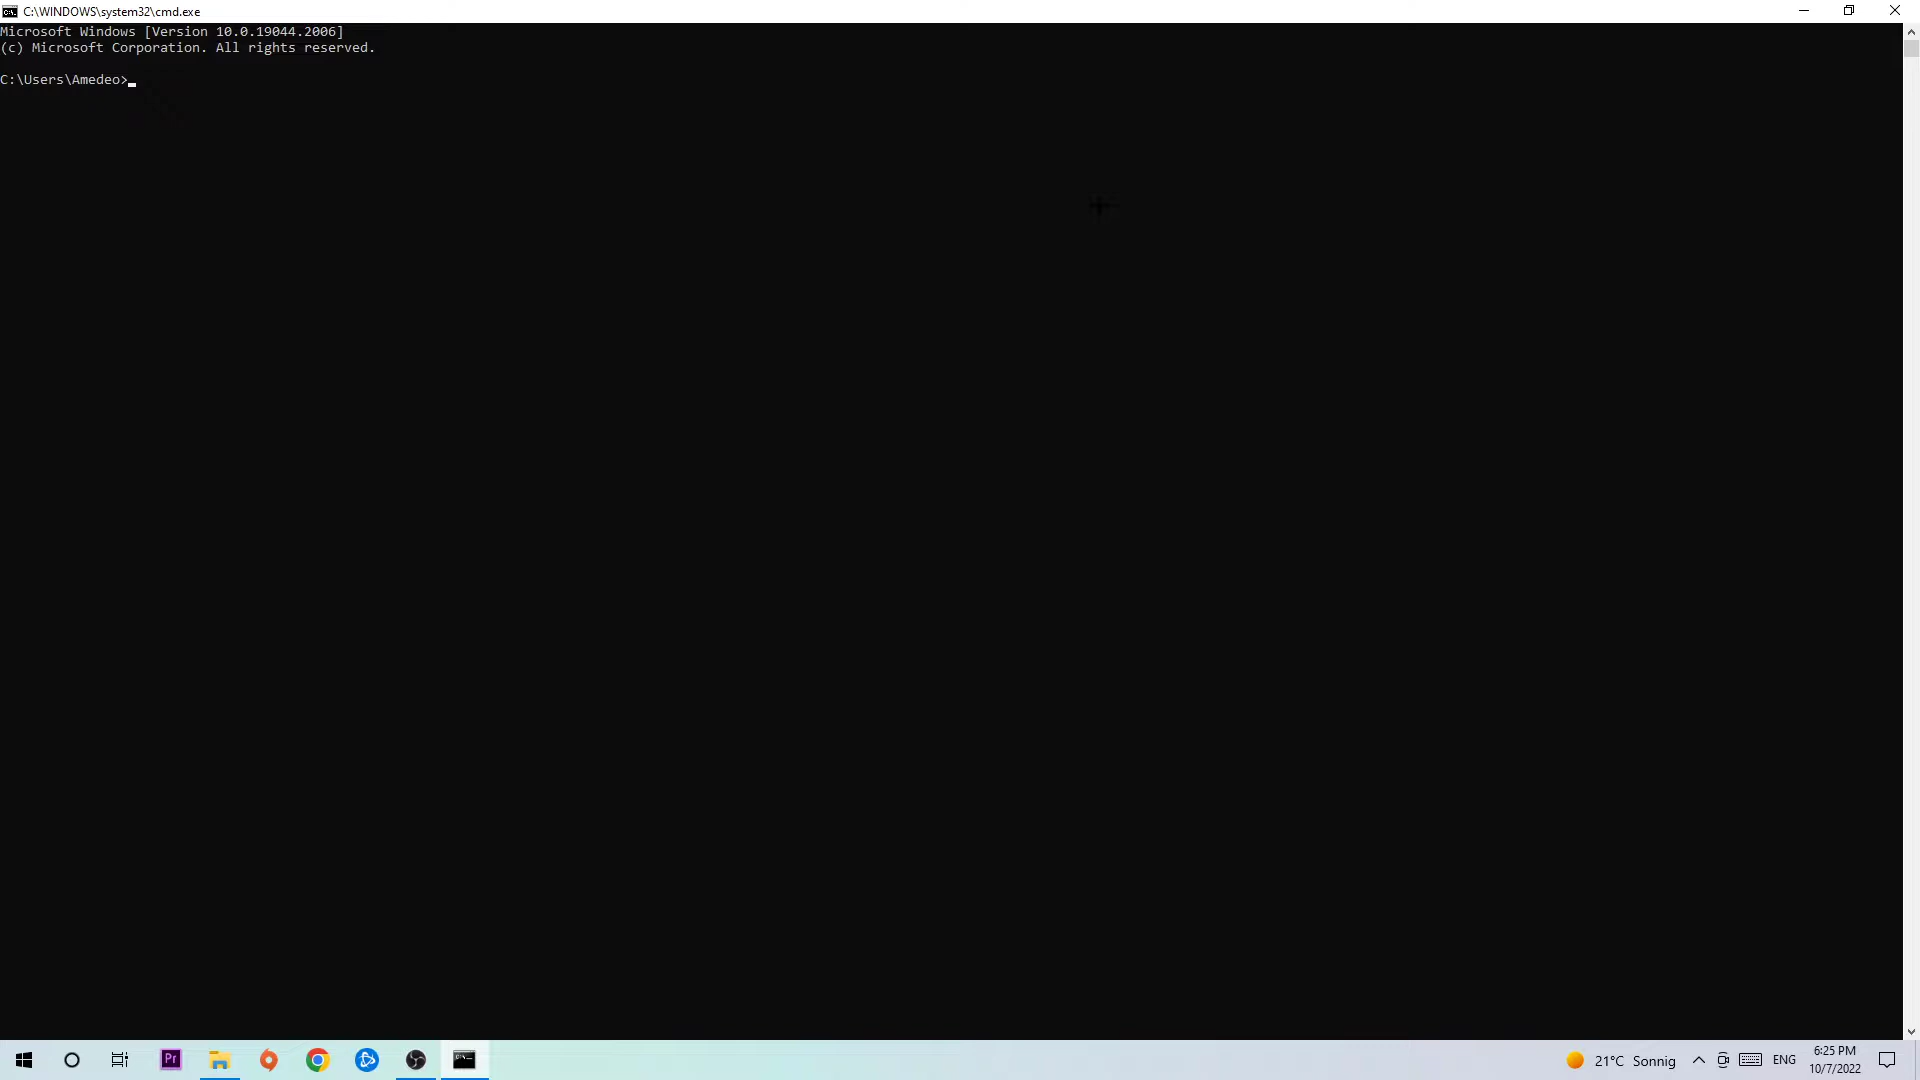 C:\WINDOWS\system32\cmd.exe
Microsoft Windows [Version 10.0.19044.2006]
(c) Microsoft Corporation. All rights reserved.
C:\Users\Amedeo>
Pr
21°C Sonnig
ENG
6:25 PM
10/7/2022